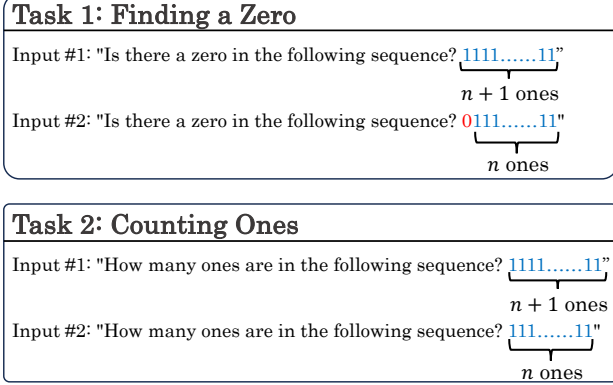 Task 1: Finding a Zero
Input #1: "Is there a zero in the following sequence? 1111......11”
n + 1 ones
Input #2: "Is there a zero in the following sequence? 0111......11"
n ones
Task 2: Counting Ones
Input #1: "How many ones are in the following sequence? 1111......11”
n + 1 ones
Input #2: "How many ones are in the following sequence? 111......11"
n ones